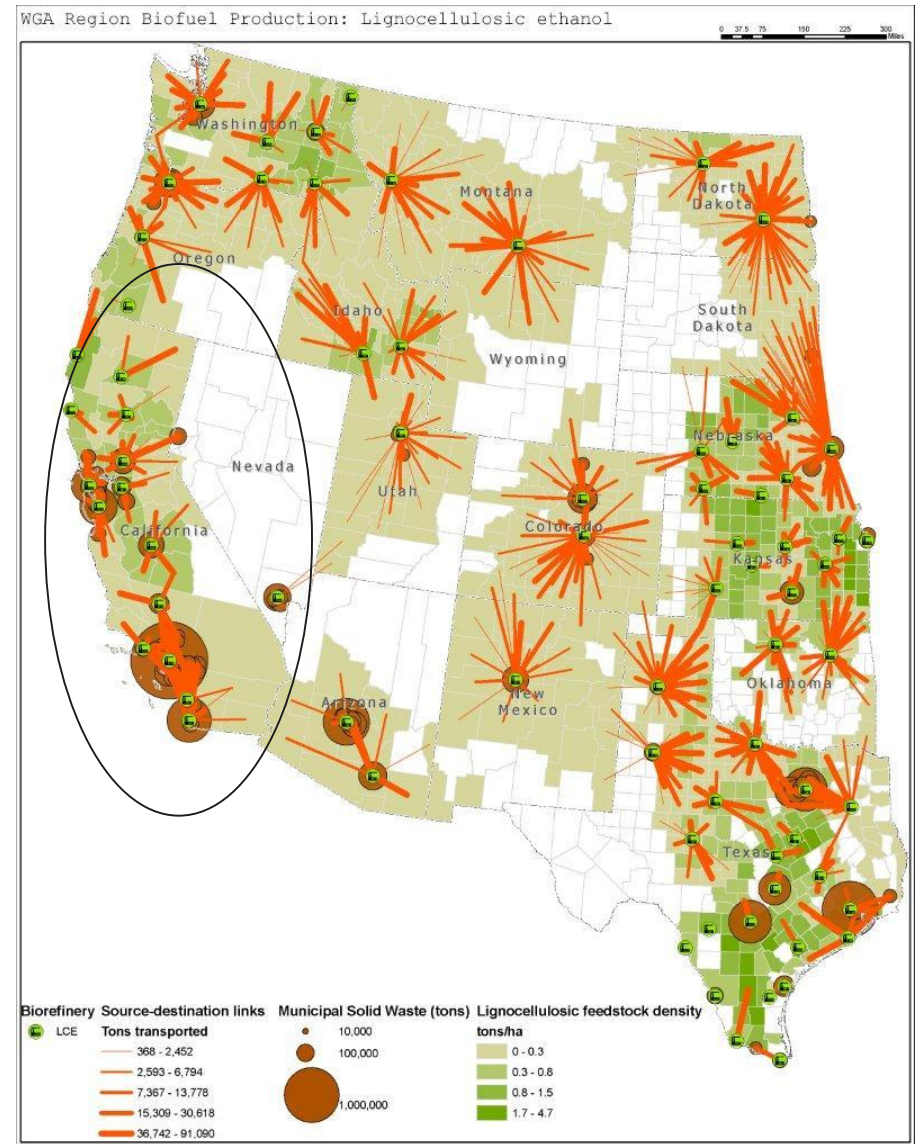 WGA Region Biofuel Production: Lignocellulosic ethanol
0 37.5 75 150 225 300
Miles
Washington
Montana
North
Dakota
Oregon
Idaho
South
Dakota
Wyoming
Nebraska
Nevada
Utah
Colorado
California
Kansas
Oklahoma
Arizona
New
Mexico
Texas
Biorefinery Source-destination links Municipal Solid Waste (tons) Lignocellulosic feedstock density
LCE Tons transported 10,000 tons/ha
368 - 2,452 100,000 0 - 0.3
2,593 - 6,794 0.3 - 0.8
7,367 - 13,778 0.8 - 1.5
15,309 - 30,618 1,000,000 1.7 - 4.7
36,742 - 91,090